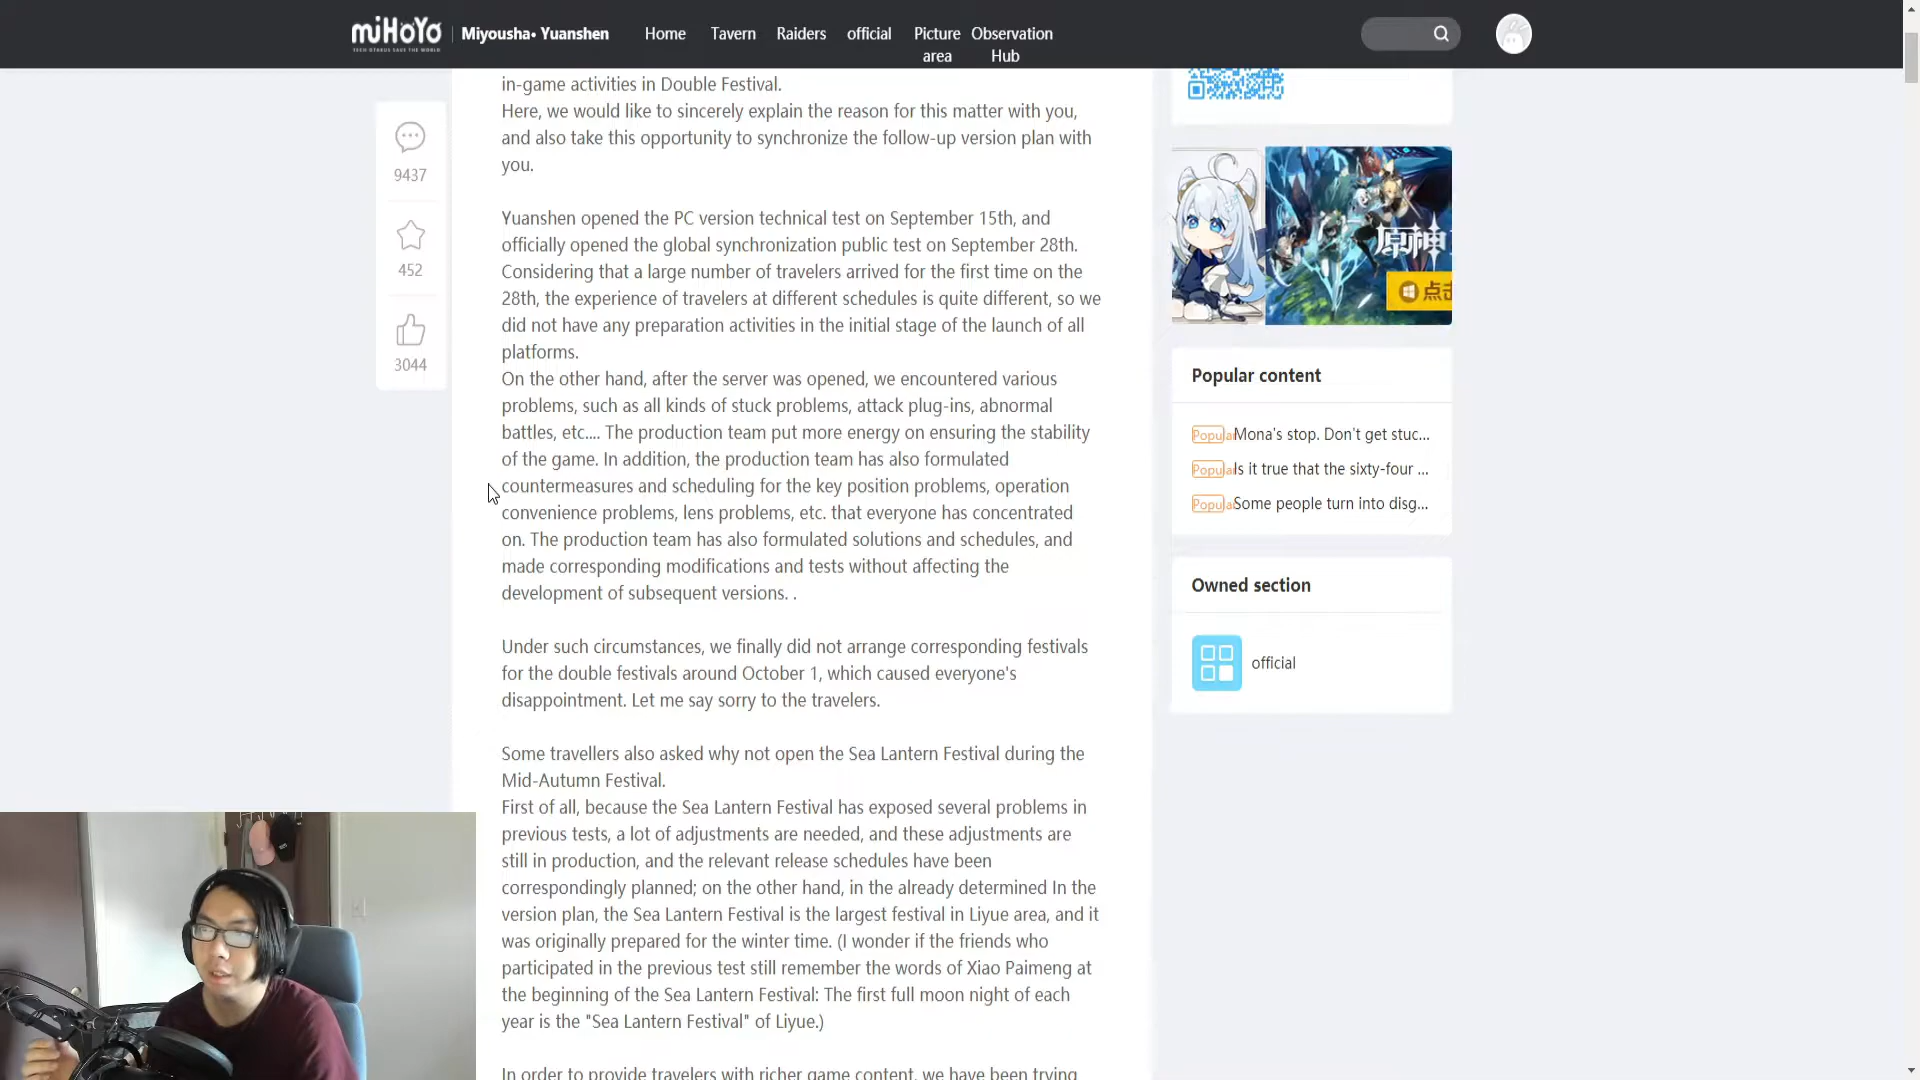 miHoYo
TECH OTAKUS SAVE THE WORLD
Miyousha• Yuanshen
Home
Tavern
Raiders
official
Picture area
Observation Hub
in-game activities in Double Festival.
Here, we would like to sincerely explain the reason for this matter with you,
and also take this opportunity to synchronize the follow-up version plan with
you.
Yuanshen opened the PC version technical test on September 15th, and
officially opened the global synchronization public test on September 28th.
Considering that a large number of travelers arrived for the first time on the
28th, the experience of travelers at different schedules is quite different, so we
did not have any preparation activities in the initial stage of the launch of all
platforms.
On the other hand, after the server was opened, we encountered various
problems, such as all kinds of stuck problems, attack plug-ins, abnormal
battles, etc.... The production team put more energy on ensuring the stability
of the game. In addition, the production team has also formulated
countermeasures and scheduling for the key position problems, operation
convenience problems, lens problems, etc. that everyone has concentrated
on. The production team has also formulated solutions and schedules, and
made corresponding modifications and tests without affecting the
development of subsequent versions. .
Under such circumstances, we finally did not arrange corresponding festivals
for the double festivals around October 1, which caused everyone's
disappointment. Let me say sorry to the travelers.
Some travellers also asked why not open the Sea Lantern Festival during the
Mid-Autumn Festival.
First of all, because the Sea Lantern Festival has exposed several problems in
previous tests, a lot of adjustments are needed, and these adjustments are
still in production, and the relevant release schedules have been
correspondingly planned; on the other hand, in the already determined In the
version plan, the Sea Lantern Festival is the largest festival in Liyue area, and it
was originally prepared for the winter time. (I wonder if the friends who
participated in the previous test still remember the words of Xiao Paimeng at
the beginning of the Sea Lantern Festival: The first full moon night of each
year is the "Sea Lantern Festival" of Liyue.)
In order to provide travelers with richer game content, we have been trying
9437
452
3044
原神
点击
Popular content
Popular Mona's stop. Don't get stuc...
Popular Is it true that the sixty-four ...
Popular Some people turn into disg...
Owned section
official